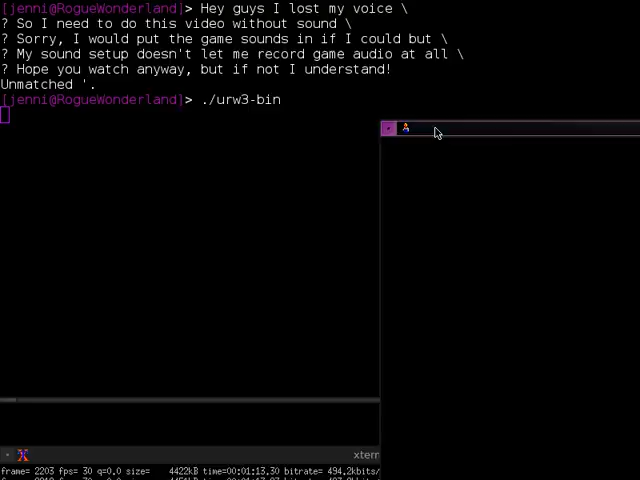 [jenni@RogueWonderland]> Hey guys I lost my voice \
? So I need to do this video without sound \
? Sorry, I would put the game sounds in if I could but \
? My sound setup doesn't let me record game audio at all \
? Hope you watch anyway, but if not I understand!
Unmatched '.
[jenni@RogueWonderland]> ./urw3-bin
xterm
frame= 2203 fps= 30 q=0.0 size= 4422kB time=00:01:13.30 bitrate= 494.2kbits/